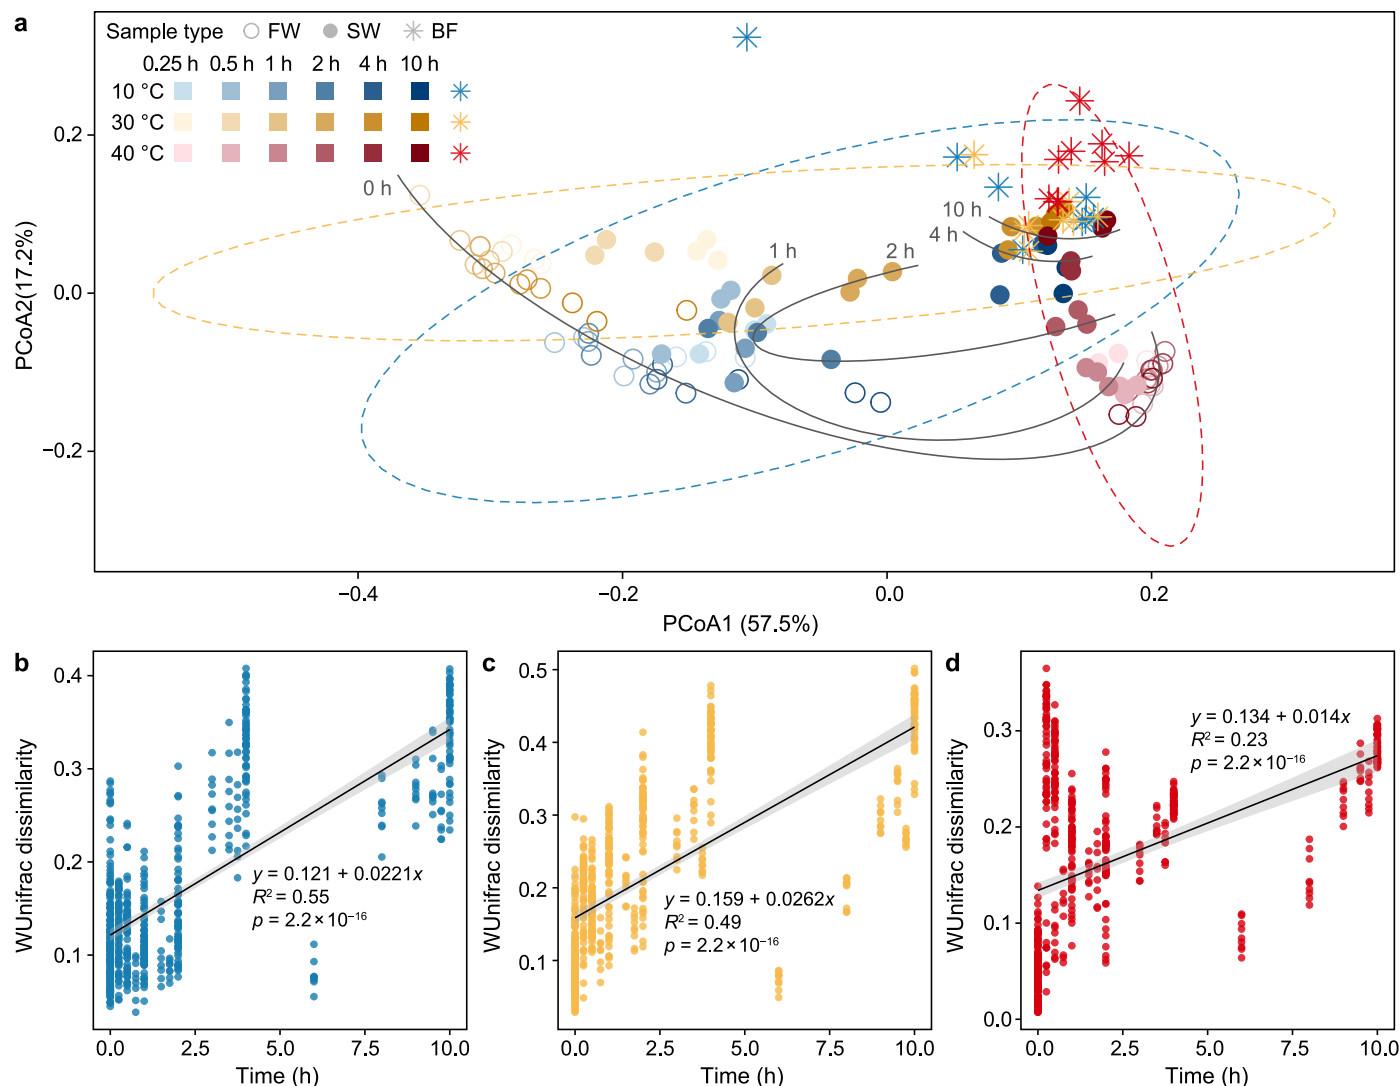 a
Sample type FW SW BF
0.25 h 0.5 h 1 h 2 h 4 h 10 h
10 °C
30 °C
40 °C
0 h
1 h
2 h
10 h
4 h
0.2
0.0
−0.2
PCoA2(17.2%)
−0.4 −0.2 0.0 0.2
PCoA1 (57.5%)
b
0.4
0.3
0.2
0.1
WUnifrac dissimilarity
y = 0.121 + 0.0221x
R² = 0.55
p = 2.2 × 10⁻¹⁶
0.0 2.5 5.0 7.5 10.0
Time (h)
c
0.5
0.4
0.3
0.2
0.1
WUnifrac dissimilarity
y = 0.159 + 0.0262x
R² = 0.49
p = 2.2 × 10⁻¹⁶
0.0 2.5 5.0 7.5 10.0
Time (h)
d
0.3
0.2
0.1
0.0
WUnifrac dissimilarity
y = 0.134 + 0.014x
R² = 0.23
p = 2.2 × 10⁻¹⁶
0.0 2.5 5.0 7.5 10.0
Time (h)